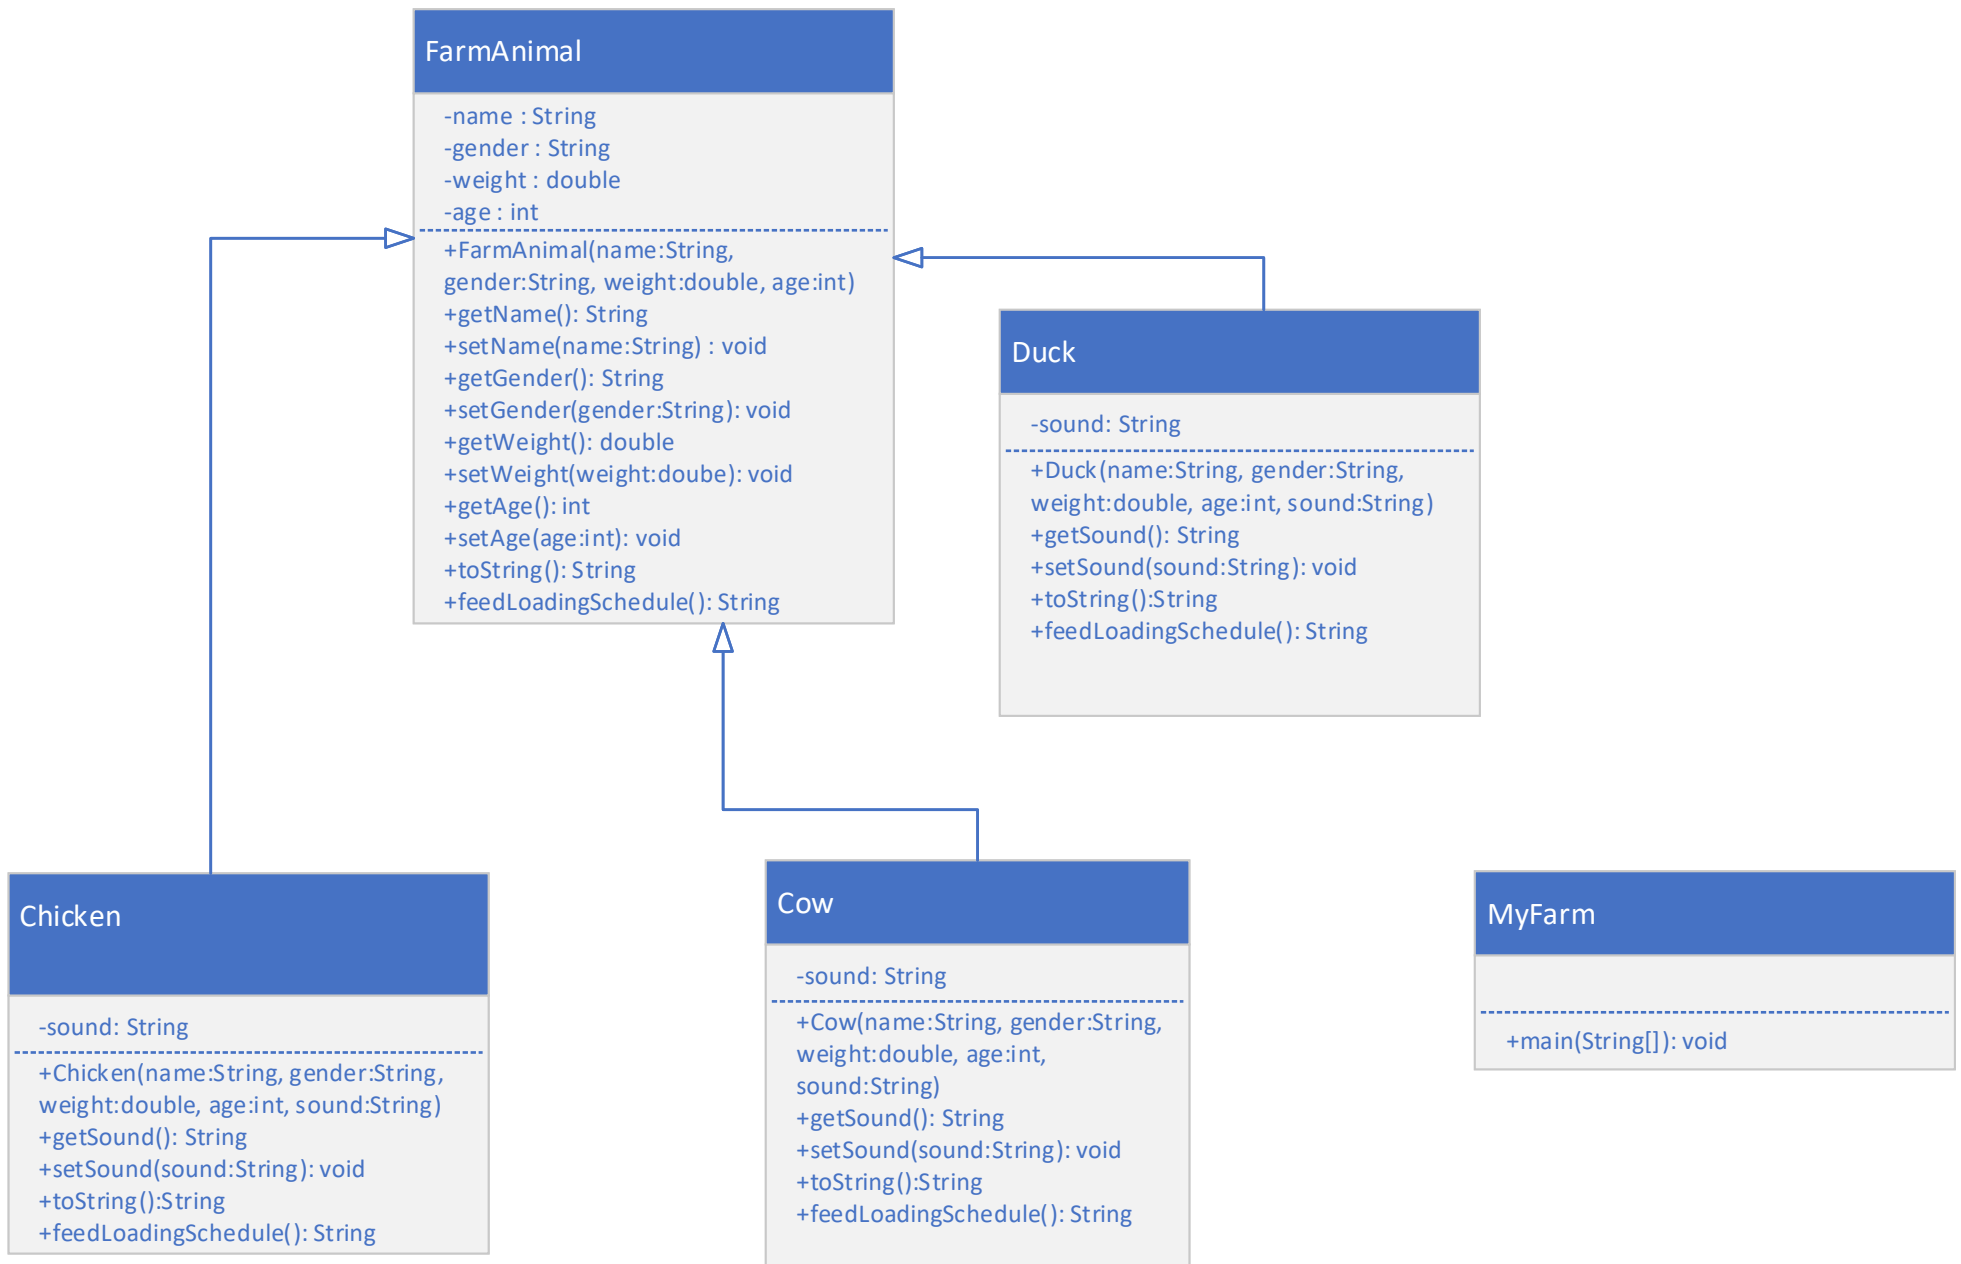 FarmAnimal
-name : String
-gender : String
-weight : double
-age : int
+FarmAnimal(name:String,
gender:String, weight:double, age:int)
+getName(): String
+setName(name:String) : void
+getGender(): String
+setGender(gender:String): void
+getWeight(): double
+setWeight(weight:doube): void
+getAge(): int
+setAge(age:int): void
+toString(): String
+feedLoadingSchedule(): String
Duck
-sound: String
+Duck(name:String, gender:String,
weight:double, age:int, sound:String)
+getSound(): String
+setSound(sound:String): void
+toString():String
+feedLoadingSchedule(): String
Chicken
-sound: String
+Chicken(name:String, gender:String,
weight:double, age:int, sound:String)
+getSound(): String
+setSound(sound:String): void
+toString():String
+feedLoadingSchedule(): String
Cow
-sound: String
+Cow(name:String, gender:String,
weight:double, age:int,
sound:String)
+getSound(): String
+setSound(sound:String): void
+toString():String
+feedLoadingSchedule(): String
MyFarm
+main(String[]): void